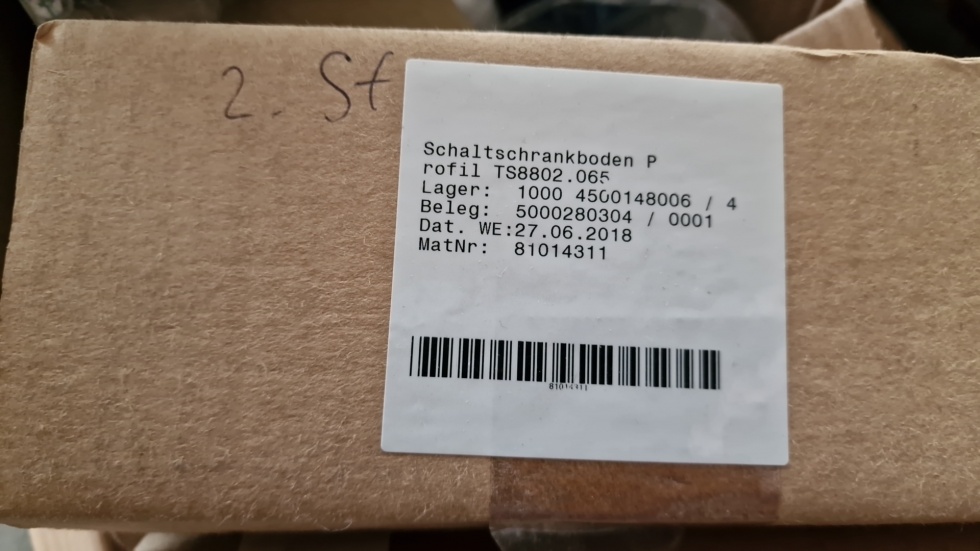 2. St
Schaltschrankboden P
rofil TS8802.065
Lager: 1000 4500148006 / 4
Beleg: 5000280304 / 0001
Dat. WE:27.06.2018
MatNr: 81014311
81014311